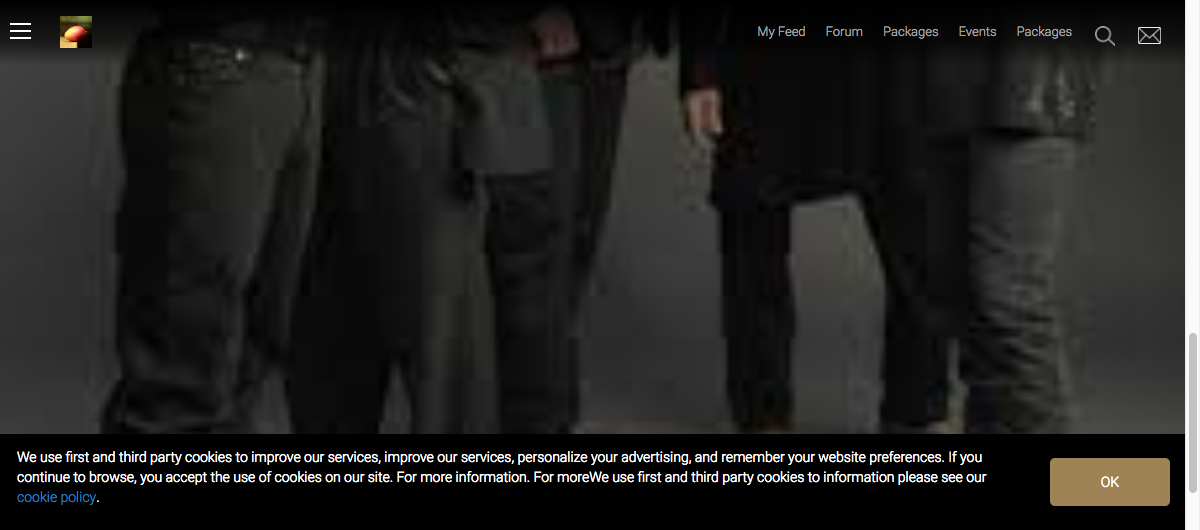 My Feed Forum Packages Events Packages
We use first and third party cookies to improve our services, improve our services, personalize your advertising, and remember your website preferences. If you
continue to browse, you accept the use of cookies on our site. For more information. For moreWe use first and third party cookies to information please see our
cookie policy.
OK